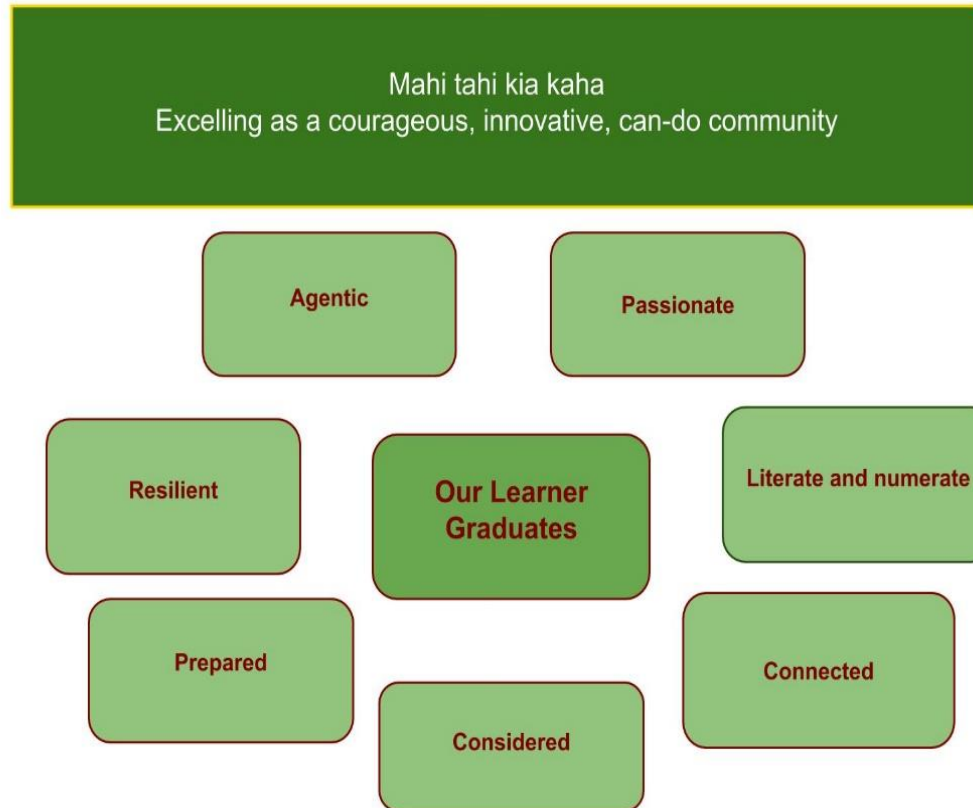 Mahi tahi kia kaha
Excelling as a courageous, innovative, can-do community
Agentic
Passionate
Resilient
Our Learner
Graduates
Literate and numerate
Prepared
Connected
Considered